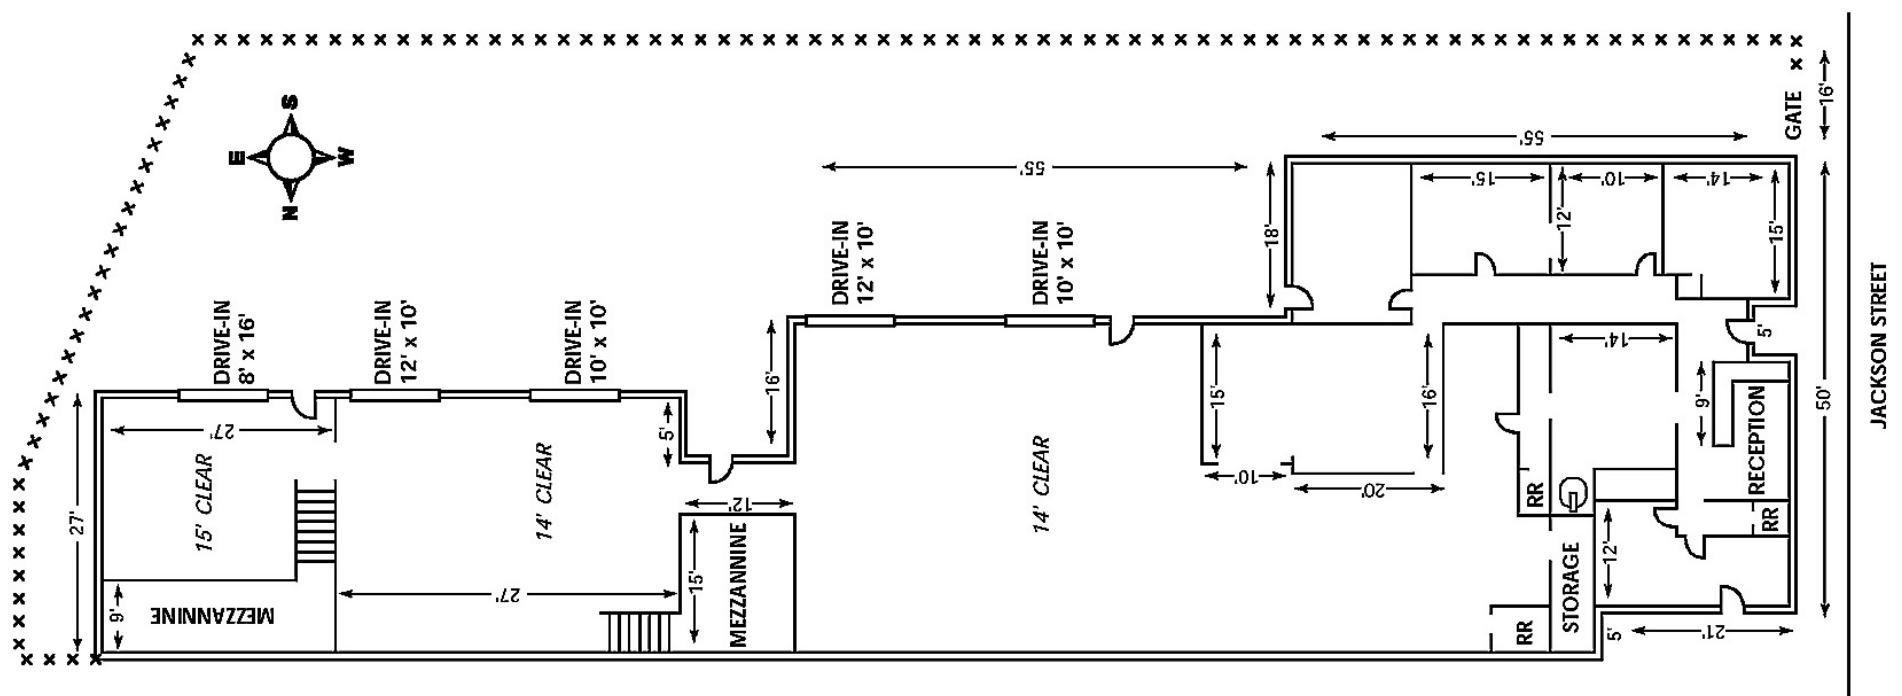 S
E
W
N
GATE
16'
JACKSON STREET
55'
55'
18'
15'
12'
10'
14'
15'
DRIVE-IN
12' x 10'
DRIVE-IN
10' x 10'
DRIVE-IN
8' x 16'
DRIVE-IN
12' x 10'
DRIVE-IN
10' x 10'
16'
15'
16'
14'
5'
50'
9'
RECEPTION
27'
27'
15' CLEAR
14' CLEAR
5'
12'
14' CLEAR
10'
20'
RR
RR
9'
MEZZANNINE
27'
15'
MEZZANNINE
12'
STORAGE
RR
5'
21'